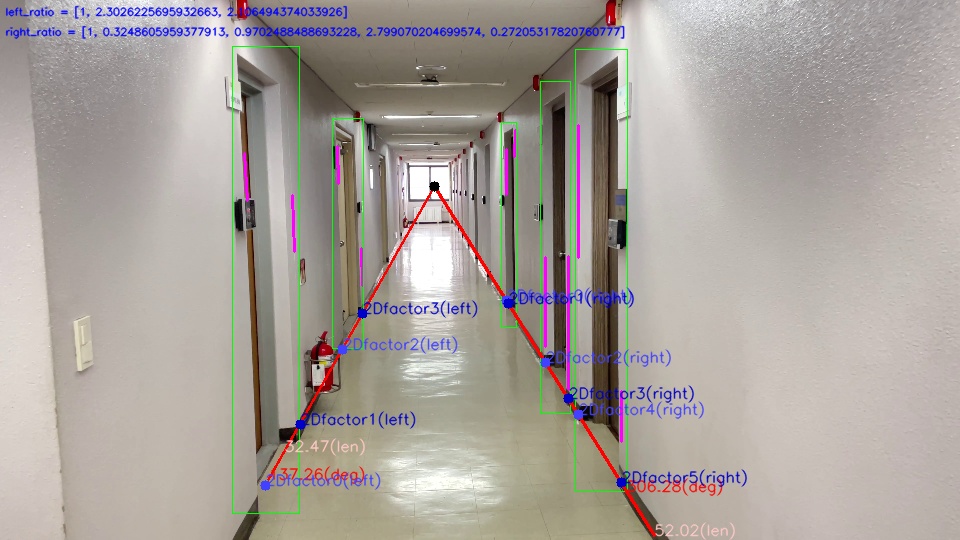 left_ratio = [1, 2.3026225695932663, 2.106494374033926]
right_ratio = [1, 0.3248605959377913, 0.9702488488693228, 2.799070204699574, 0.27205317820760777]
2Dfactor1(right)
2Dfactor3(left)
2Dfactor2(left)
2Dfactor2(right)
2Dfactor3(right)
2Dfactor4(right)
2Dfactor1(left)
32.47(len)
137.26(deg)
2Dfactor0(left)
2Dfactor5(right)
306.28(deg)
52.02(len)